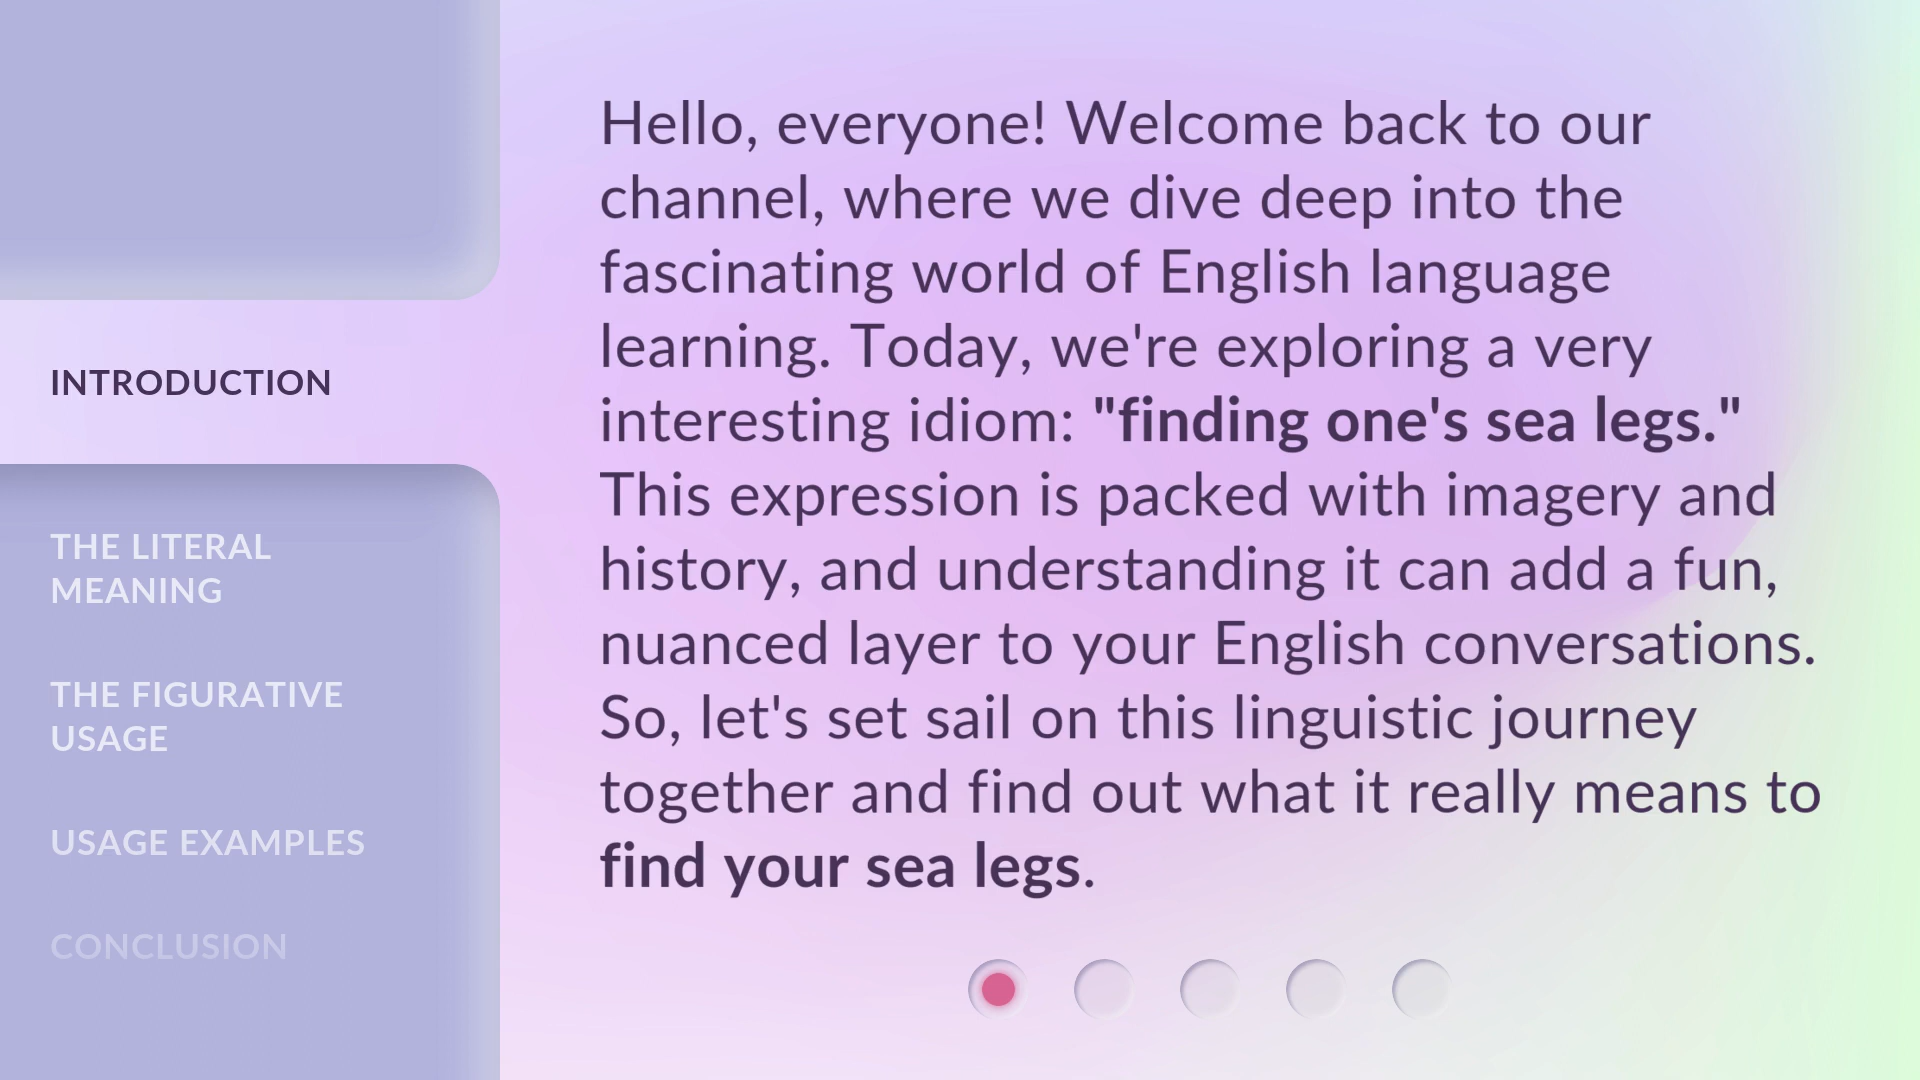 INTRODUCTION
THE LITERAL
MEANING
THE FIGURATIVE
USAGE
USAGE EXAMPLES
CONCLUSION
Hello, everyone! Welcome back to our
channel, where we dive deep into the
fascinating world of English language
learning. Today, we're exploring a very
interesting idiom: "finding one's sea legs."
This expression is packed with imagery and
history, and understanding it can add a fun,
nuanced layer to your English conversations.
So, let's set sail on this linguistic journey
together and find out what it really means to
find your sea legs.